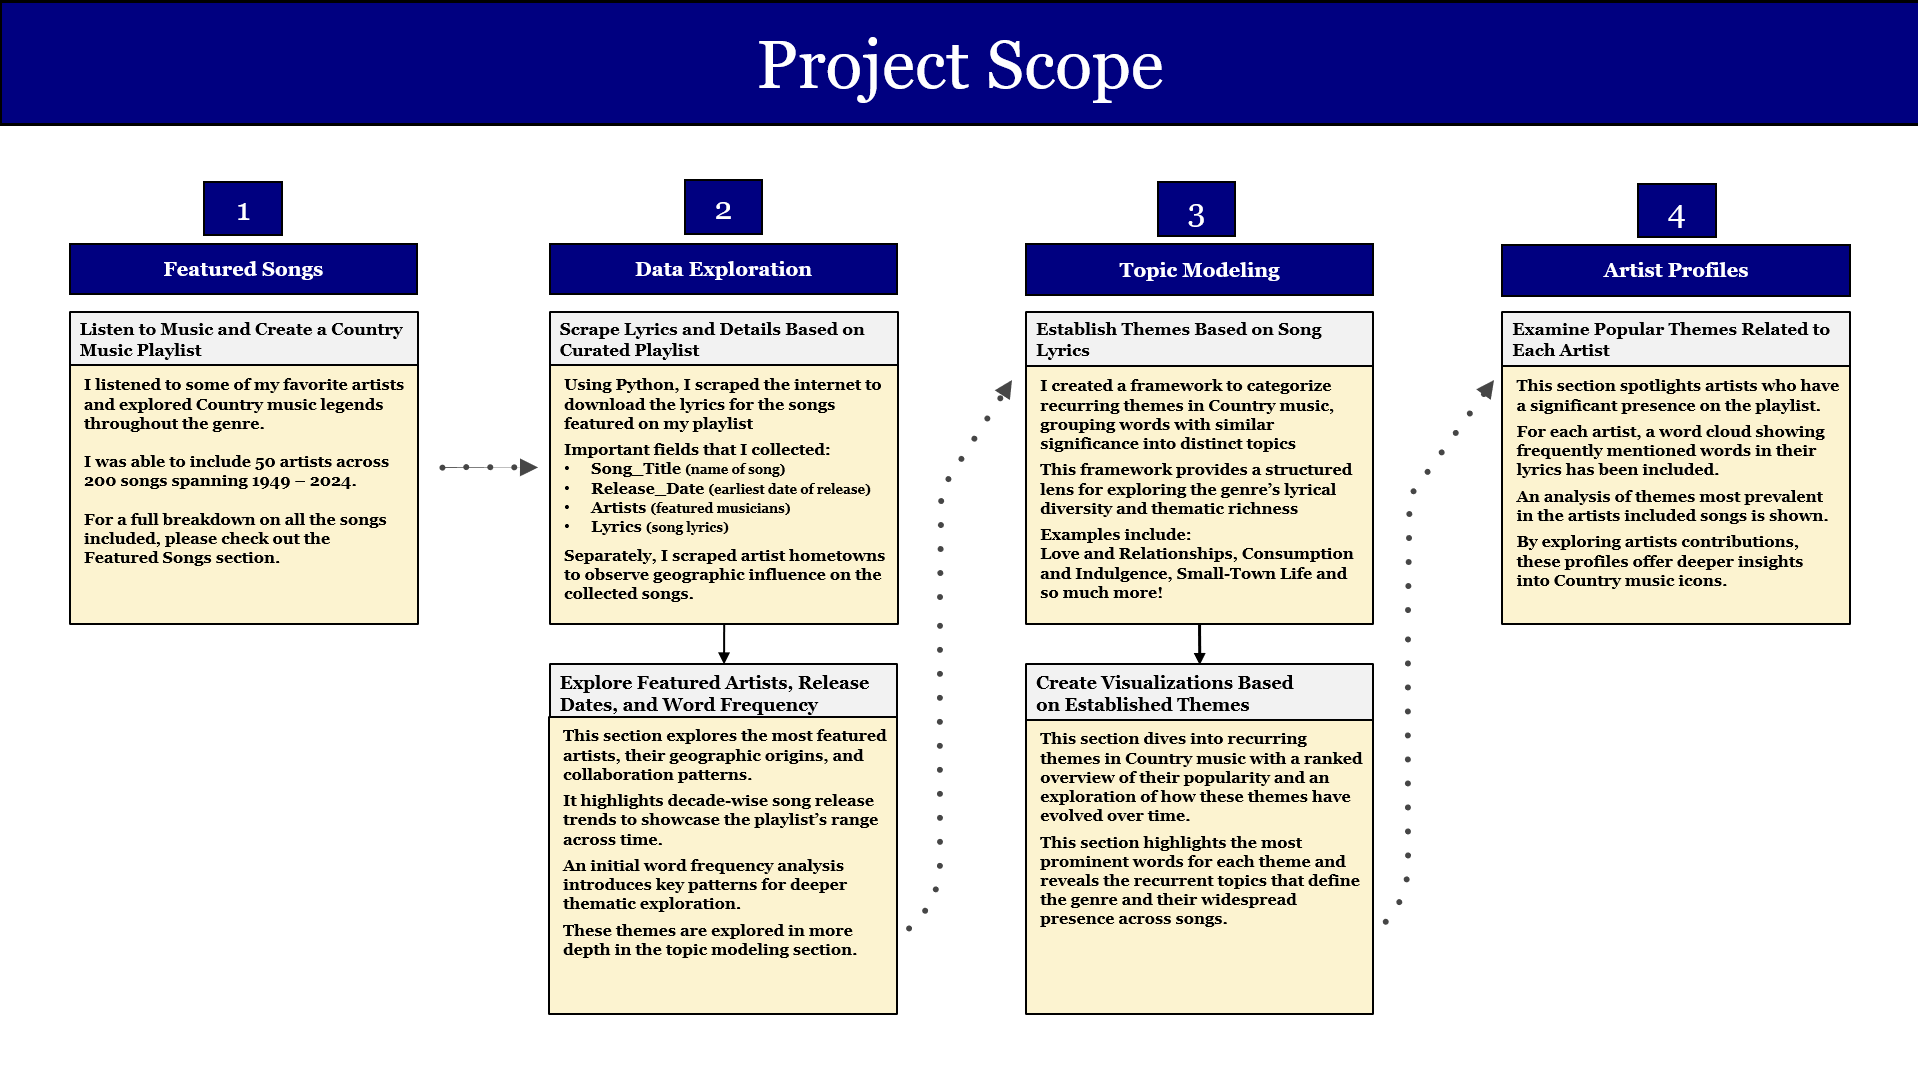 Project Scope
1
Featured Songs
Listen to Music and Create a Country
Music Playlist
I listened to some of my favorite artists
and explored Country music legends
throughout the genre.
I was able to include 50 artists across
200 songs spanning 1949 – 2024.
For a full breakdown on all the songs
included, please check out the
Featured Songs section.
2
Data Exploration
Scrape Lyrics and Details Based on
Curated Playlist
Using Python, I scraped the internet to
download the lyrics for the songs
featured on my playlist
Important fields that I collected:
• Song_Title (name of song)
• Release_Date (earliest date of release)
• Artists (featured musicians)
• Lyrics (song lyrics)
Separately, I scraped artist hometowns
to observe geographic influence on the
collected songs.
Explore Featured Artists, Release
Dates, and Word Frequency
This section explores the most featured
artists, their geographic origins, and
collaboration patterns.
It highlights decade-wise song release
trends to showcase the playlist’s range
across time.
An initial word frequency analysis
introduces key patterns for deeper
thematic exploration.
These themes are explored in more
depth in the topic modeling section.
3
Topic Modeling
Establish Themes Based on Song
Lyrics
I created a framework to categorize
recurring themes in Country music,
grouping words with similar
significance into distinct topics
This framework provides a structured
lens for exploring the genre’s lyrical
diversity and thematic richness
Examples include:
Love and Relationships, Consumption
and Indulgence, Small-Town Life and
so much more!
Create Visualizations Based
on Established Themes
This section dives into recurring
themes in Country music with a ranked
overview of their popularity and an
exploration of how these themes have
evolved over time.
This section highlights the most
prominent words for each theme and
reveals the recurrent topics that define
the genre and their widespread
presence across songs.
4
Artist Profiles
Examine Popular Themes Related to
Each Artist
This section spotlights artists who have
a significant presence on the playlist.
For each artist, a word cloud showing
frequently mentioned words in their
lyrics has been included.
An analysis of themes most prevalent
in the artists included songs is shown.
By exploring artists contributions,
these profiles offer deeper insights
into Country music icons.